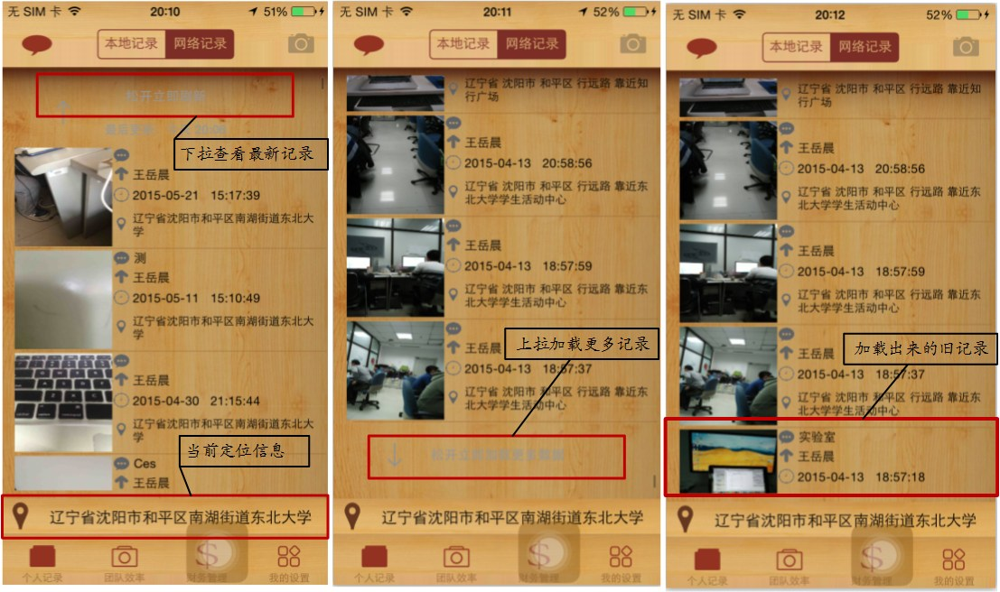 无 SIM 卡 20:10 51%
本地记录 网络记录
松开立即刷新
下拉查看最新记录
王岳晨
2015-05-21 15:17:39
辽宁省沈阳市和平区南湖街道东北大
学
测
王岳晨
2015-05-11 15:10:49
辽宁省沈阳市和平区南湖街道东北大
学
王岳晨
2015-04-30 21:15:44
辽宁省沈阳市和平区南湖街道东北大
学
当前定位信息
Ces
王岳晨
辽宁省沈阳市和平区南湖街道东北大学
个人记录 团队效率 财务管理 我的设置
无 SIM 卡 20:11 52%
本地记录 网络记录
辽宁省 沈阳市 和平区 行远路 靠近知
行广场
王岳晨
2015-04-13 20:58:56
辽宁省 沈阳市 和平区 行远路 靠近东
北大学学生活动中心
王岳晨
2015-04-13 18:57:59
辽宁省 沈阳市 和平区 行远路 靠近东
北大学学生活动中心
上拉加载更多记录
王岳晨
2015-04-13 18:57:37
辽宁省 沈阳市 和平区 行远路 靠近东
北大学学生活动中心
辽宁省沈阳市和平区南湖街道东北大学
个人记录 团队效率 财务管理 我的设置
无 SIM 卡 20:12 52%
本地记录 网络记录
辽宁省 沈阳市 和平区 行远路 靠近知
行广场
王岳晨
2015-04-13 20:58:56
辽宁省 沈阳市 和平区 行远路 靠近东
北大学学生活动中心
王岳晨
2015-04-13 18:57:59
辽宁省 沈阳市 和平区 行远路 靠近东
北大学学生活动中心
加载出来的旧记录
王岳晨
2015-04-13 18:57:37
辽宁省 沈阳市 和平区 行远路 靠近东
北大学学生活动中心
实验室
王岳晨
2015-04-13 18:57:18
辽宁省沈阳市和平区南湖街道东北大学
个人记录 团队效率 财务管理 我的设置